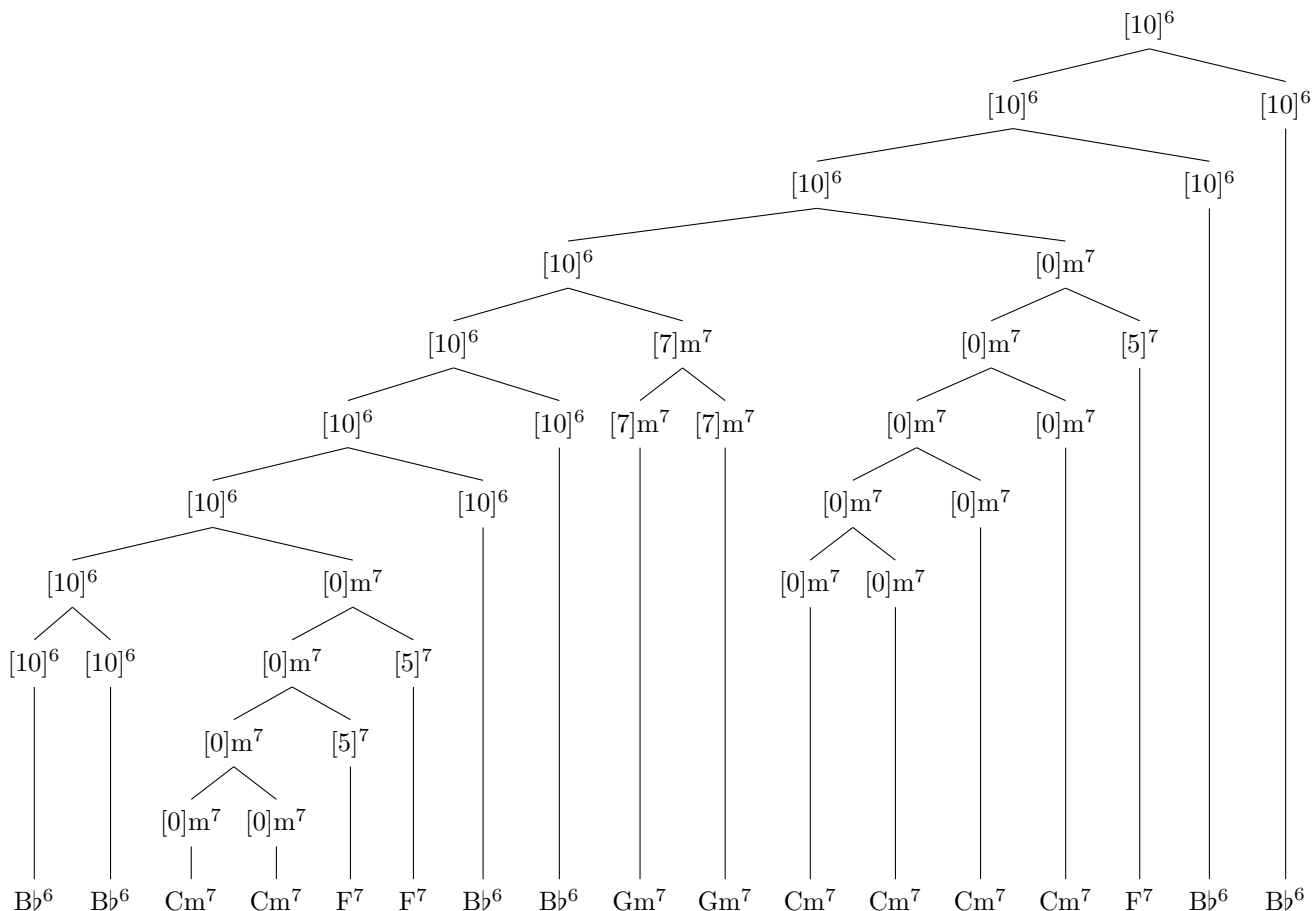 [10]⁶
[10]⁶ [10]⁶
[10]⁶ [10]⁶
[10]⁶ [0]m⁷
[10]⁶ [7]m⁷ [0]m⁷ [5]⁷
[10]⁶ [10]⁶ [7]m⁷ [7]m⁷ [0]m⁷ [0]m⁷
[10]⁶ [10]⁶ [0]m⁷ [0]m⁷
[10]⁶ [0]m⁷ [0]m⁷ [0]m⁷
[10]⁶ [10]⁶ [0]m⁷ [5]⁷
[0]m⁷ [5]⁷
[0]m⁷ [0]m⁷
B♭⁶ B♭⁶ Cm⁷ Cm⁷ F⁷ F⁷ B♭⁶ B♭⁶ Gm⁷ Gm⁷ Cm⁷ Cm⁷ Cm⁷ Cm⁷ F⁷ B♭⁶ B♭⁶